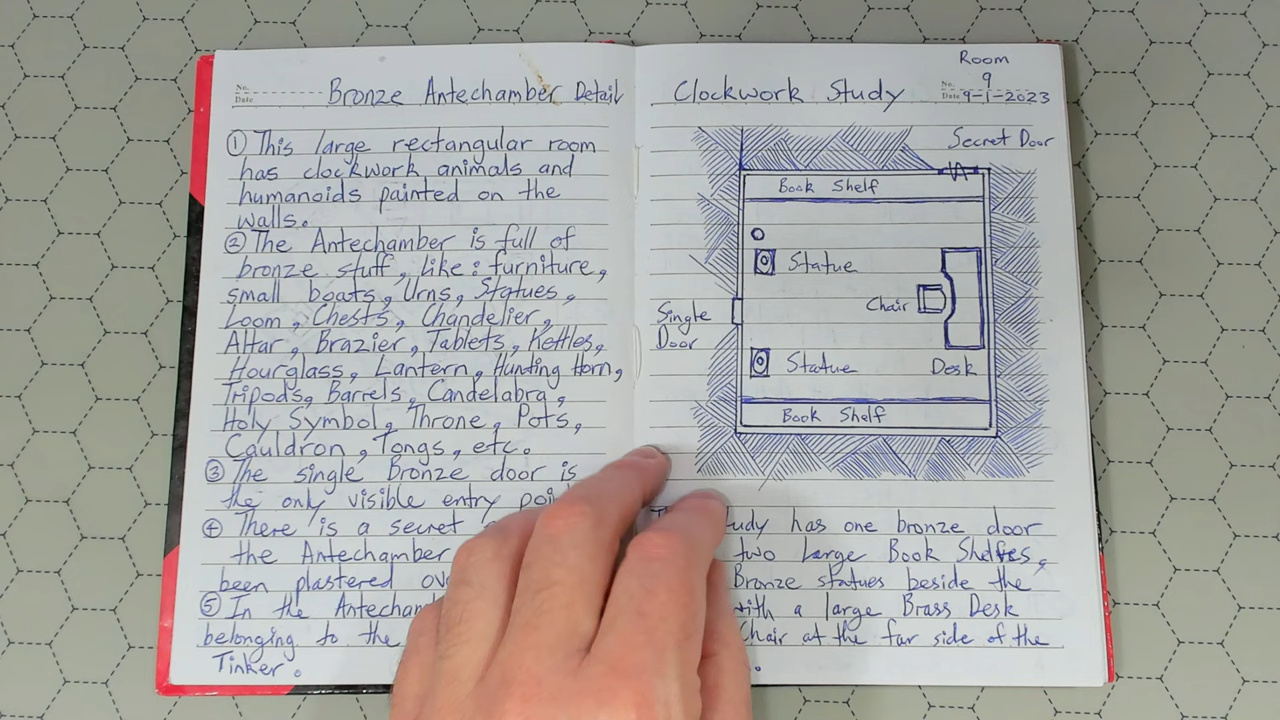 No.
Date
Bronze Antechamber Detail
① This large rectangular room
has clockwork animals and
humanoids painted on the
walls.
② The Antechamber is full of
bronze stuff, like: furniture,
small boats, Urns, Statues,
Loom, Chests, Chandelier,
Altar, Brazier, Tablets, Kettles,
Hourglass, Lantern, Hunting Horn,
Tripods, Barrels, Candelabra,
Holy Symbol, Throne, Pots,
Cauldron, Tongs, etc.
③ The single Bronze door is
the only visible entry
④ There is a secret
the Antechamber
been plastered
⑤ In the
belonging to the
Tinker.
Clockwork Study
Room
No. 9
Date 9-1-2023
Secret Door
Book Shelf
Statue
Chair
Single
Door
Statue
Desk
Book Shelf
has one bronze door
two large Book Shelfes,
Bronze statues beside the
with a large Brass Desk
Chair at the far side of the